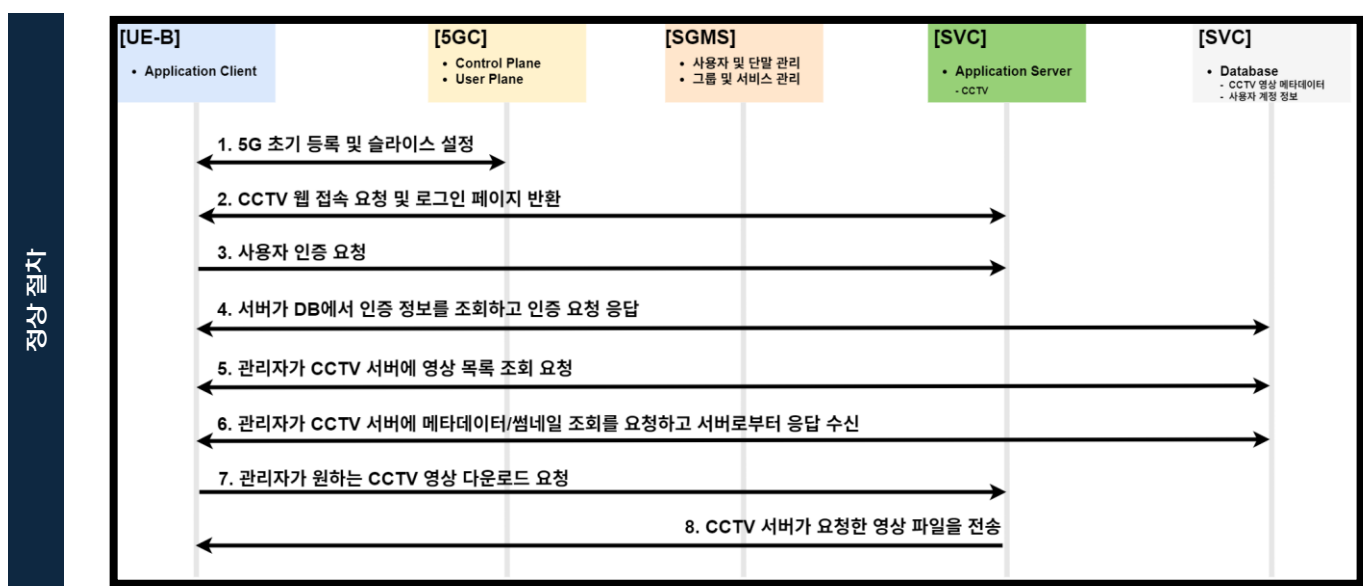 정상 절차
[UE-B]
• Application Client
[5GC]
• Control Plane
• User Plane
[SGMS]
• 사용자 및 단말 관리
• 그룹 및 서비스 관리
[SVC]
• Application Server
- CCTV
[SVC]
• Database
- CCTV 영상 메타데이터
- 사용자 계정 정보
1. 5G 초기 등록 및 슬라이스 설정
2. CCTV 웹 접속 요청 및 로그인 페이지 반환
3. 사용자 인증 요청
4. 서버가 DB에서 인증 정보를 조회하고 인증 요청 응답
5. 관리자가 CCTV 서버에 영상 목록 조회 요청
6. 관리자가 CCTV 서버에 메타데이터/썸네일 조회를 요청하고 서버로부터 응답 수신
7. 관리자가 원하는 CCTV 영상 다운로드 요청
8. CCTV 서버가 요청한 영상 파일을 전송